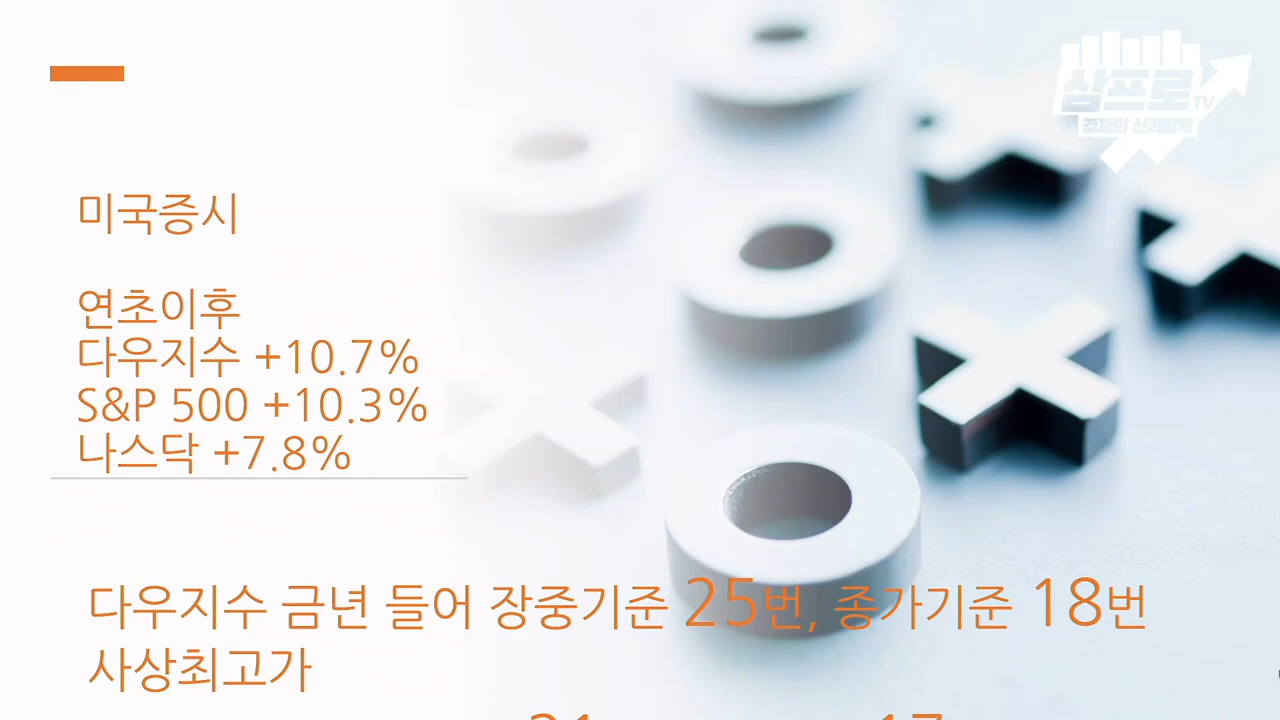 삼프로TV
경제의 신과함께
미국증시
연초이후
다우지수 +10.7%
S&P 500 +10.3%
나스닥 +7.8%
다우지수 금년 들어 장중기준 25번, 종가기준 18번
사상최고가